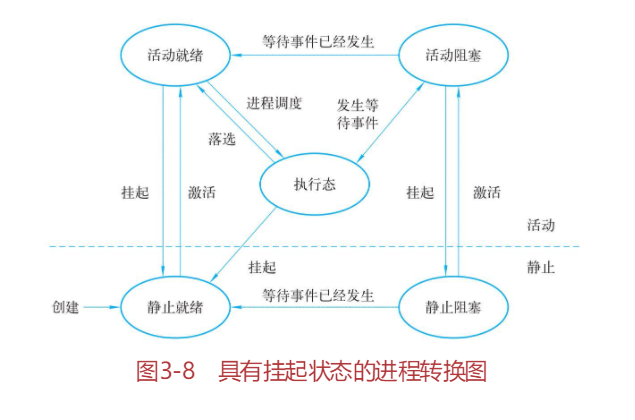 等待事件已经发生
活动就绪
活动阻塞
进程调度
发生等
待事件
落选
执行态
挂起
激活
挂起
激活
活动
挂起
静止
等待事件已经发生
创建
静止就绪
静止阻塞
图3-8 具有挂起状态的进程转换图